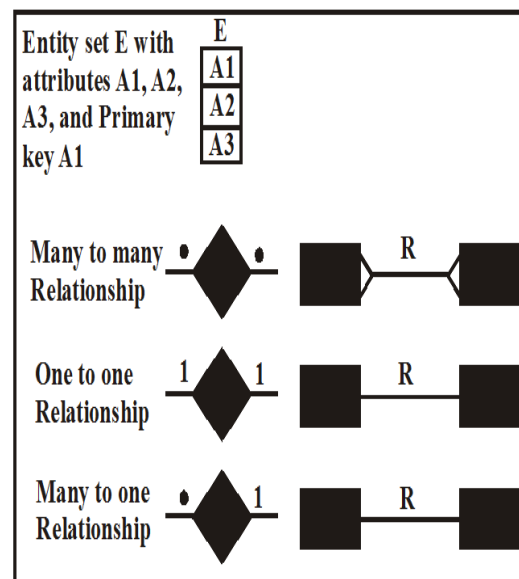 Entity set E with
attributes A1, A2,
A3, and Primary
key A1
E
A1
A2
A3
Many to many
Relationship
R
One to one
Relationship
1 1
R
Many to one
Relationship
1
R